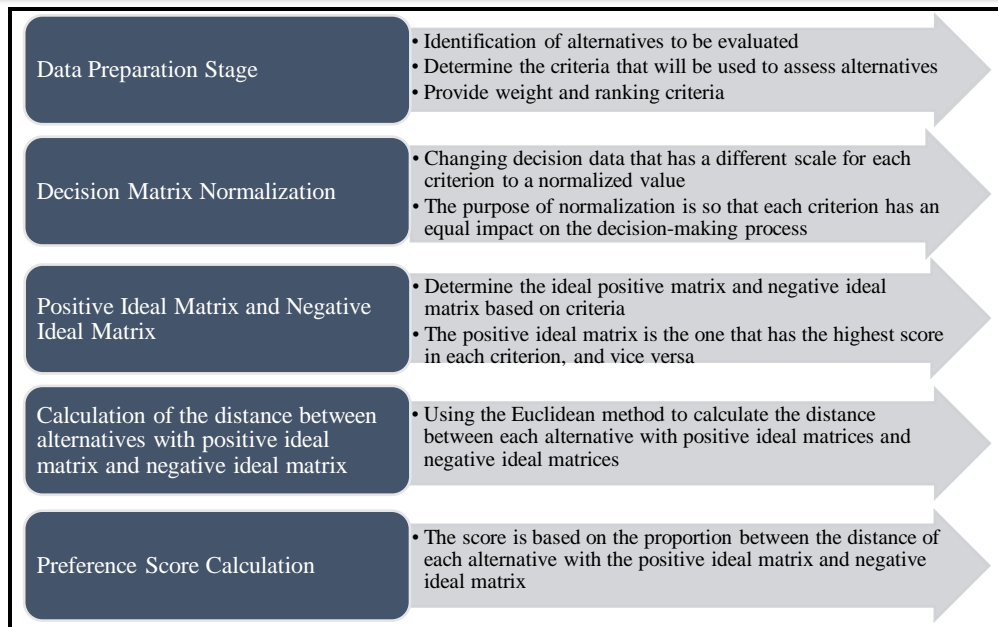 Data Preparation Stage
• Identification of alternatives to be evaluated
• Determine the criteria that will be used to assess alternatives
• Provide weight and ranking criteria
Decision Matrix Normalization
• Changing decision data that has a different scale for each
criterion to a normalized value
• The purpose of normalization is so that each criterion has an
equal impact on the decision-making process
Positive Ideal Matrix and Negative
Ideal Matrix
• Determine the ideal positive matrix and negative ideal
matrix based on criteria
• The positive ideal matrix is the one that has the highest score
in each criterion, and vice versa
Calculation of the distance between
alternatives with positive ideal
matrix and negative ideal matrix
• Using the Euclidean method to calculate the distance
between each alternative with positive ideal matrices and
negative ideal matrices
Preference Score Calculation
• The score is based on the proportion between the distance of
each alternative with the positive ideal matrix and negative
ideal matrix